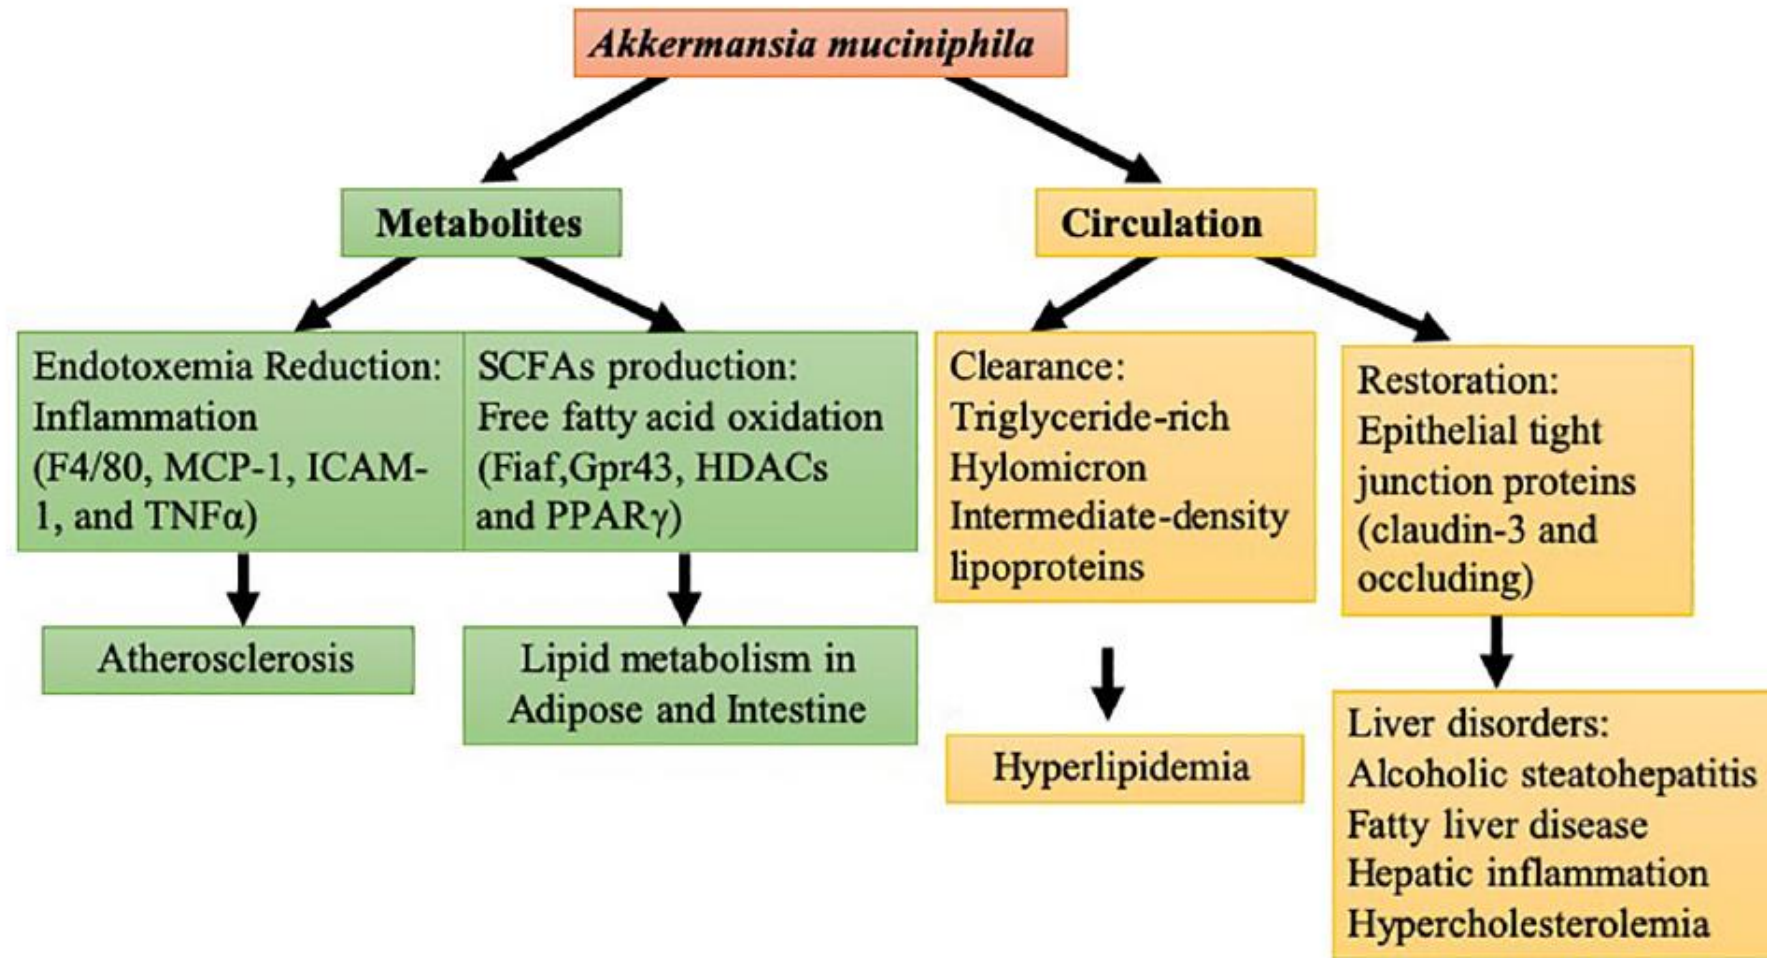 Akkermansia muciniphila
Metabolites
Circulation
Endotoxemia Reduction:
Inflammation
(F4/80, MCP-1, ICAM-
1, and TNFα)
SCFAs production:
Free fatty acid oxidation
(Fiaf,Gpr43, HDACs
and PPARγ)
Clearance:
Triglyceride-rich
Hylomicron
Intermediate-density
lipoproteins
Restoration:
Epithelial tight
junction proteins
(claudin-3 and
occluding)
Atherosclerosis
Lipid metabolism in
Adipose and Intestine
Hyperlipidemia
Liver disorders:
Alcoholic steatohepatitis
Fatty liver disease
Hepatic inflammation
Hypercholesterolemia